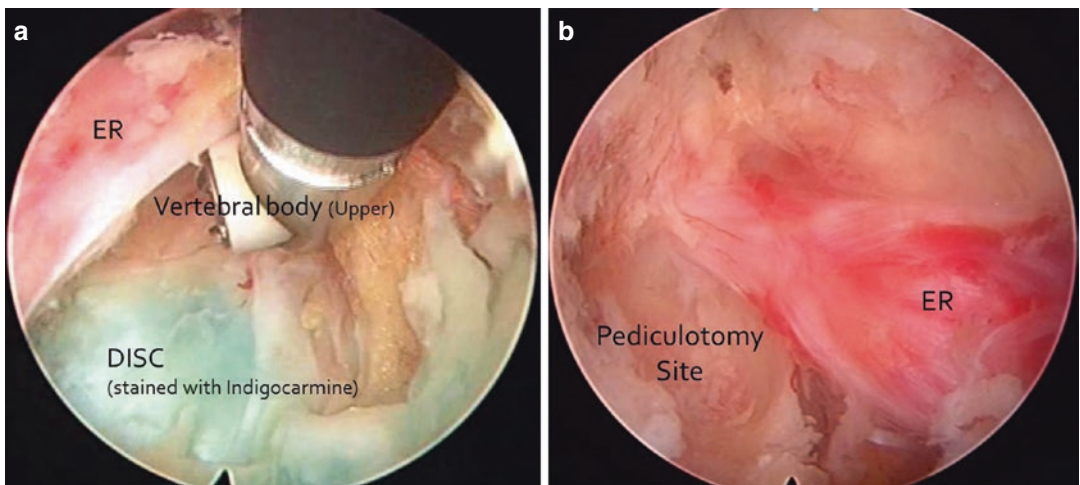 a
ER
Vertebral body (Upper)
DISC
(stained with Indigocarmine)
b
ER
Pediculotomy
Site